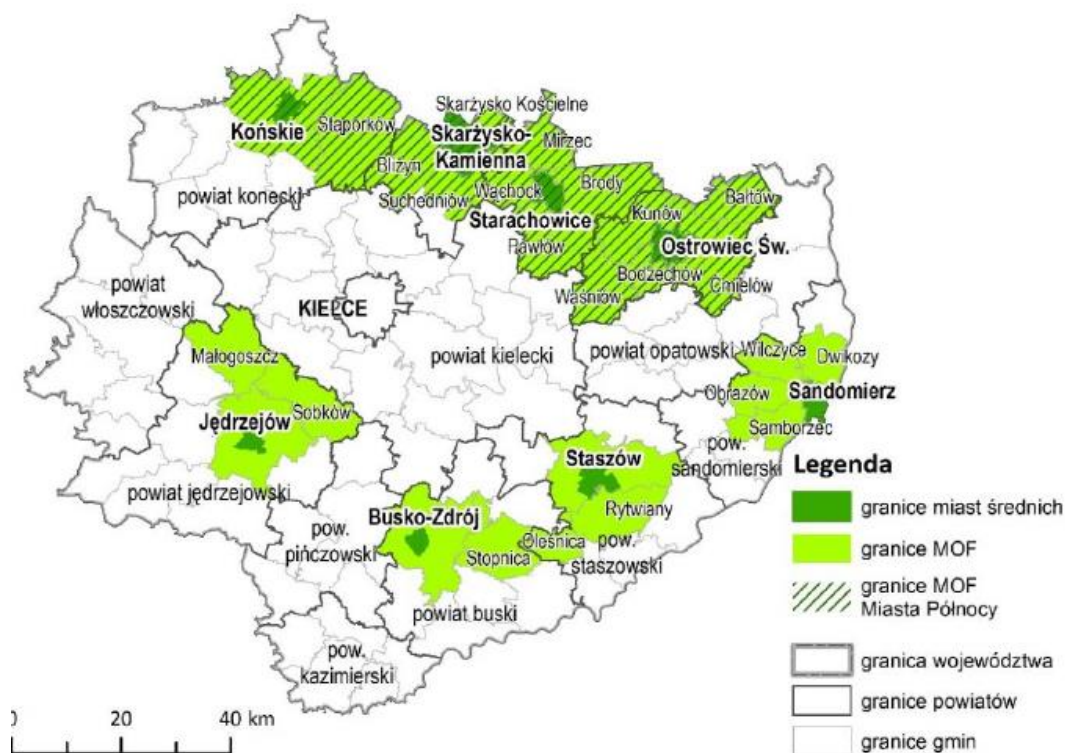 Skarżysko Kościelne
Końskie
Stąporków
Skarżysko-
Kamienna
Mirzec
Bliżyn
Brody
powiat konecki
Suchedniów
Wąchock
Bałtów
Kunów
Starachowice
Ostrowiec Św.
Pawłów
Bodzechów
Ćmielów
Waśniów
powiat
włoszczowski
KIELCE
powiat kielecki
powiat opatowski
Wilczyce
Dwikozy
Małogoszcz
Obrazów
Sandomierz
Sobków
Jędrzejów
Samborzec
pow.
sandomierski
Staszów
powiat jędrzejowski
Rytwiany
Busko-Zdrój
pow.
pińczowski
Oleśnica
Stopnica
pow.
staszowski
powiat buski
pow.
kazimierski
Legenda
granice miast średnich
granice MOF
granice MOF
Miasta Północy
granica województwa
granice powiatów
granice gmin
0 20 40 km